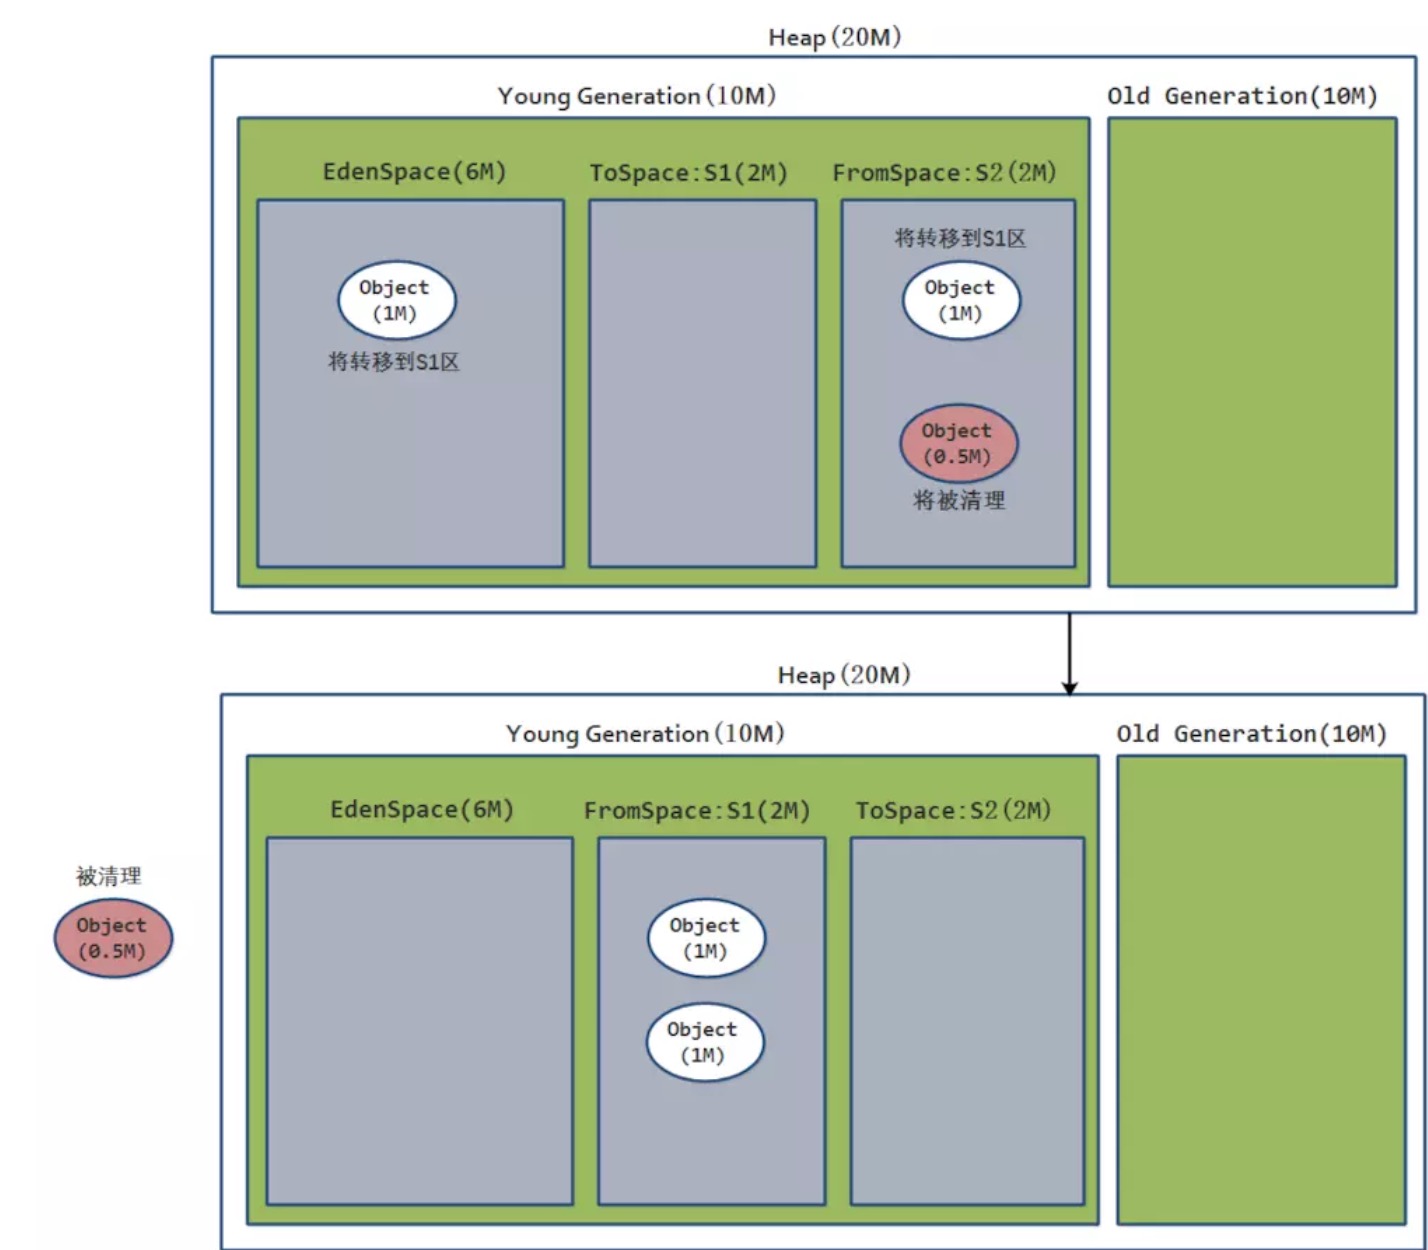 Heap(20M)
Young Generation(10M)
Old Generation(10M)
EdenSpace(6M)
ToSpace:S1(2M)
FromSpace:S2(2M)
将转移到S1区
Object
(1M)
Object
(1M)
将转移到S1区
Object
(0.5M)
将被清理
Heap(20M)
Young Generation(10M)
Old Generation(10M)
EdenSpace(6M)
FromSpace:S1(2M)
ToSpace:S2(2M)
被清理
Object
(0.5M)
Object
(1M)
Object
(1M)